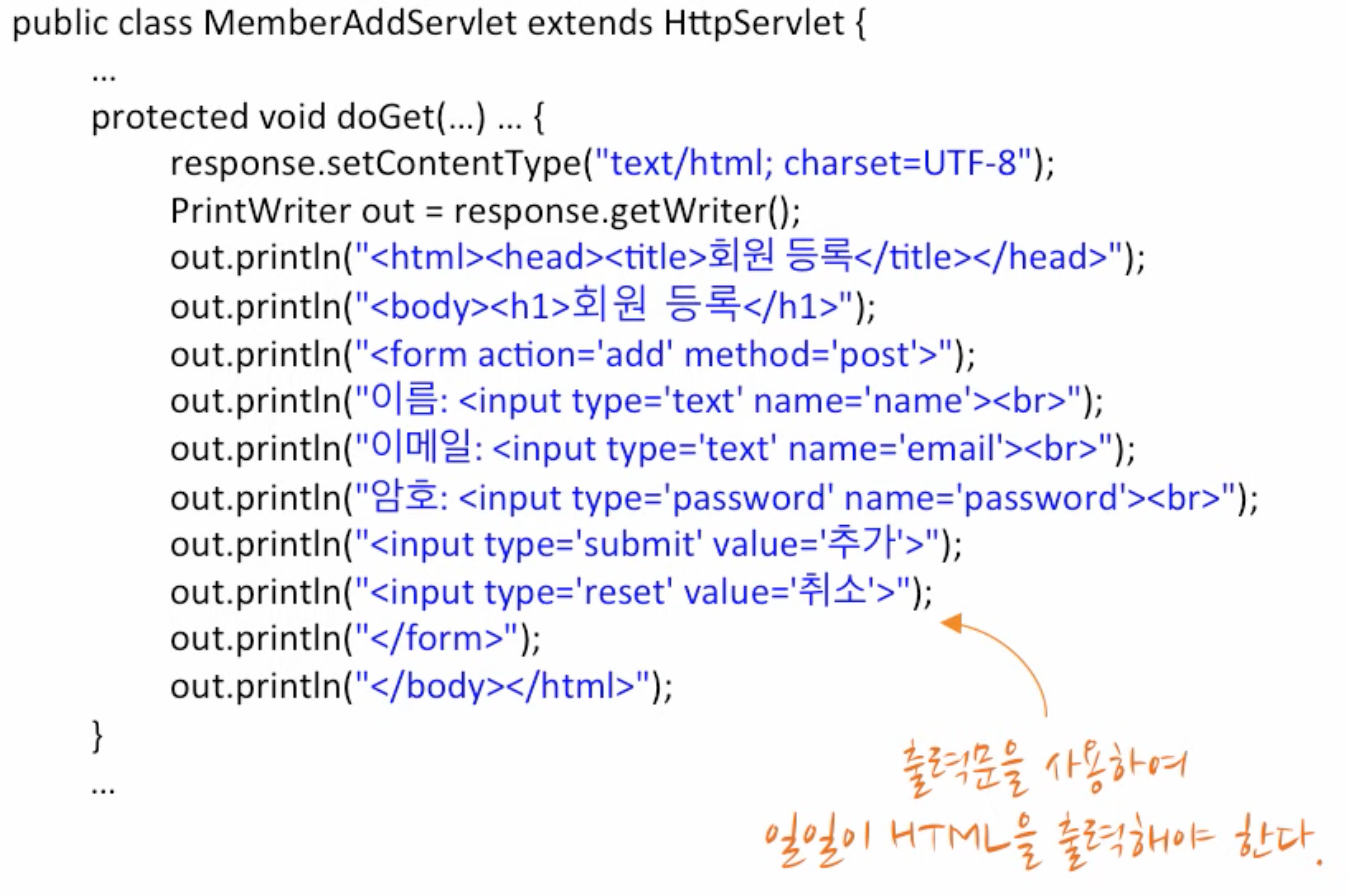 public class MemberAddServlet extends HttpServlet {
...
protected void doGet(...) ... {
response.setContentType("text/html; charset=UTF-8");
PrintWriter out = response.getWriter();
out.println("<html><head><title>회원 등록</title></head>");
out.println("<body><h1>회원 등록</h1>");
out.println("<form action='add' method='post'>");
out.println("이름: <input type='text' name='name'><br>");
out.println("이메일: <input type='text' name='email'><br>");
out.println("암호: <input type='password' name='password'><br>");
out.println("<input type='submit' value='추가'>");
out.println("<input type='reset' value='취소'>");
out.println("</form>");
out.println("</body></html>");
}
...
출력문을 사용하여
일일이 HTML을 출력해야 한다.